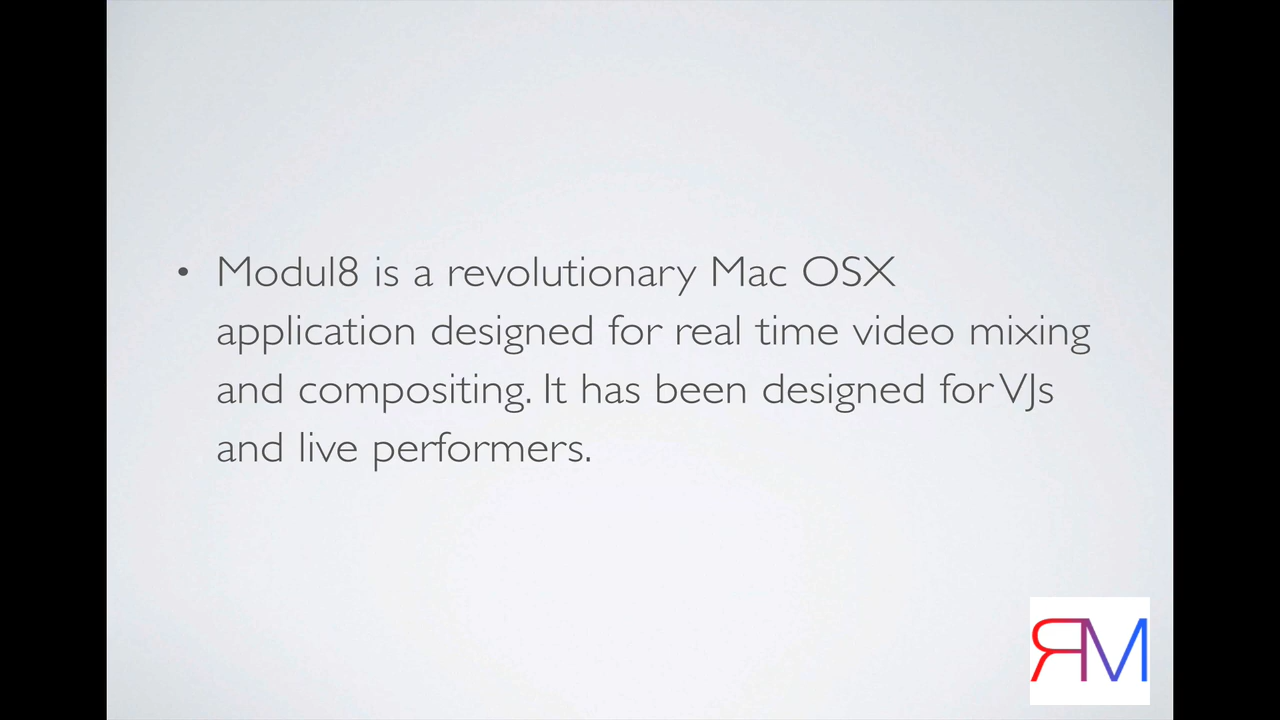 • Modul8 is a revolutionary Mac OSX
application designed for real time video mixing
and compositing. It has been designed for VJs
and live performers.
ЯM